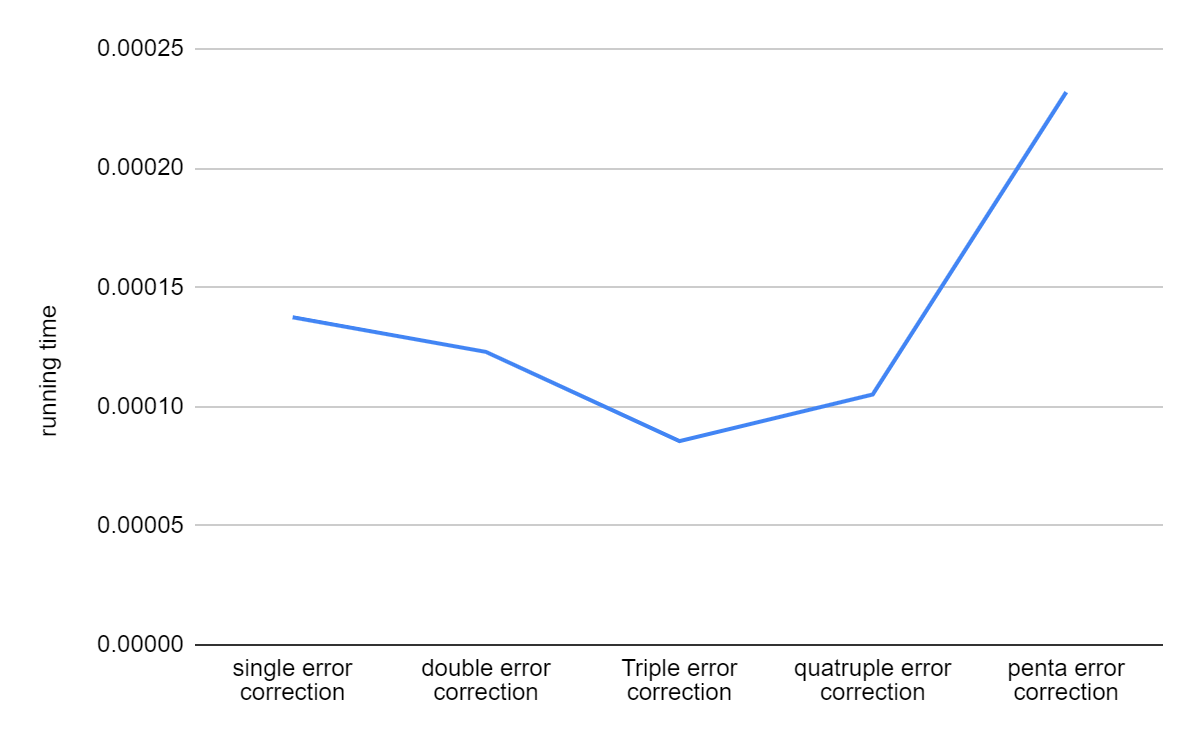 0.00025
0.00020
0.00015
0.00010
0.00005
0.00000
running time
single error
correction
double error
correction
Triple error
correction
quatruple error
correction
penta error
correction